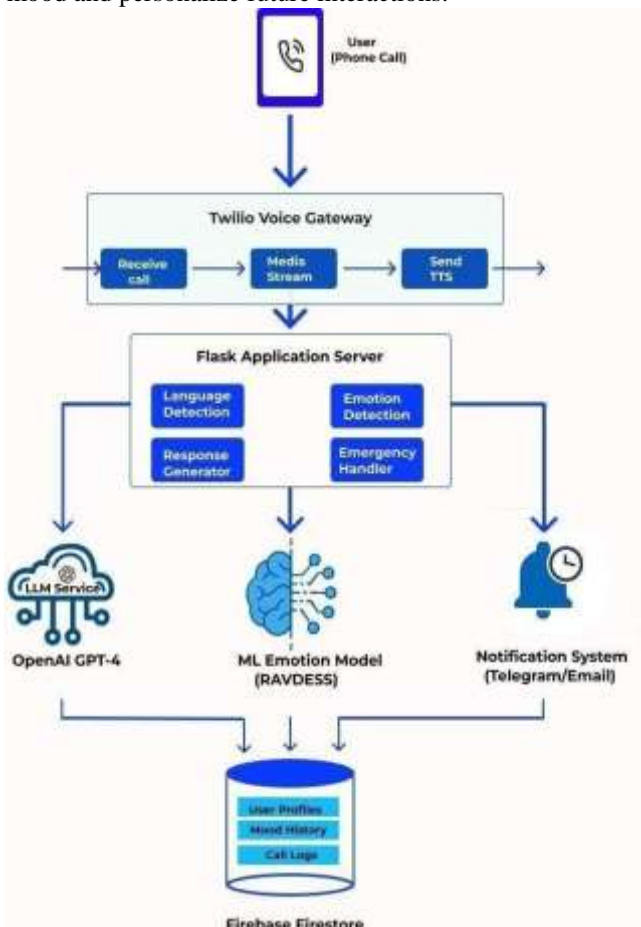 mood and personalize future interactions.
User
(Phone Call)
Twilio Voice Gateway
Receive
call
Media
Stream
Send
TTS
Flask Application Server
Language
Detection
Emotion
Detection
Response
Generator
Emergency
Handler
LLM Service
OpenAI GPT-4
ML Emotion Model
(RAVDESS)
Notification System
(Telegram/Email)
User Profiles
Mood History
Call Logs
Firebase Firestore